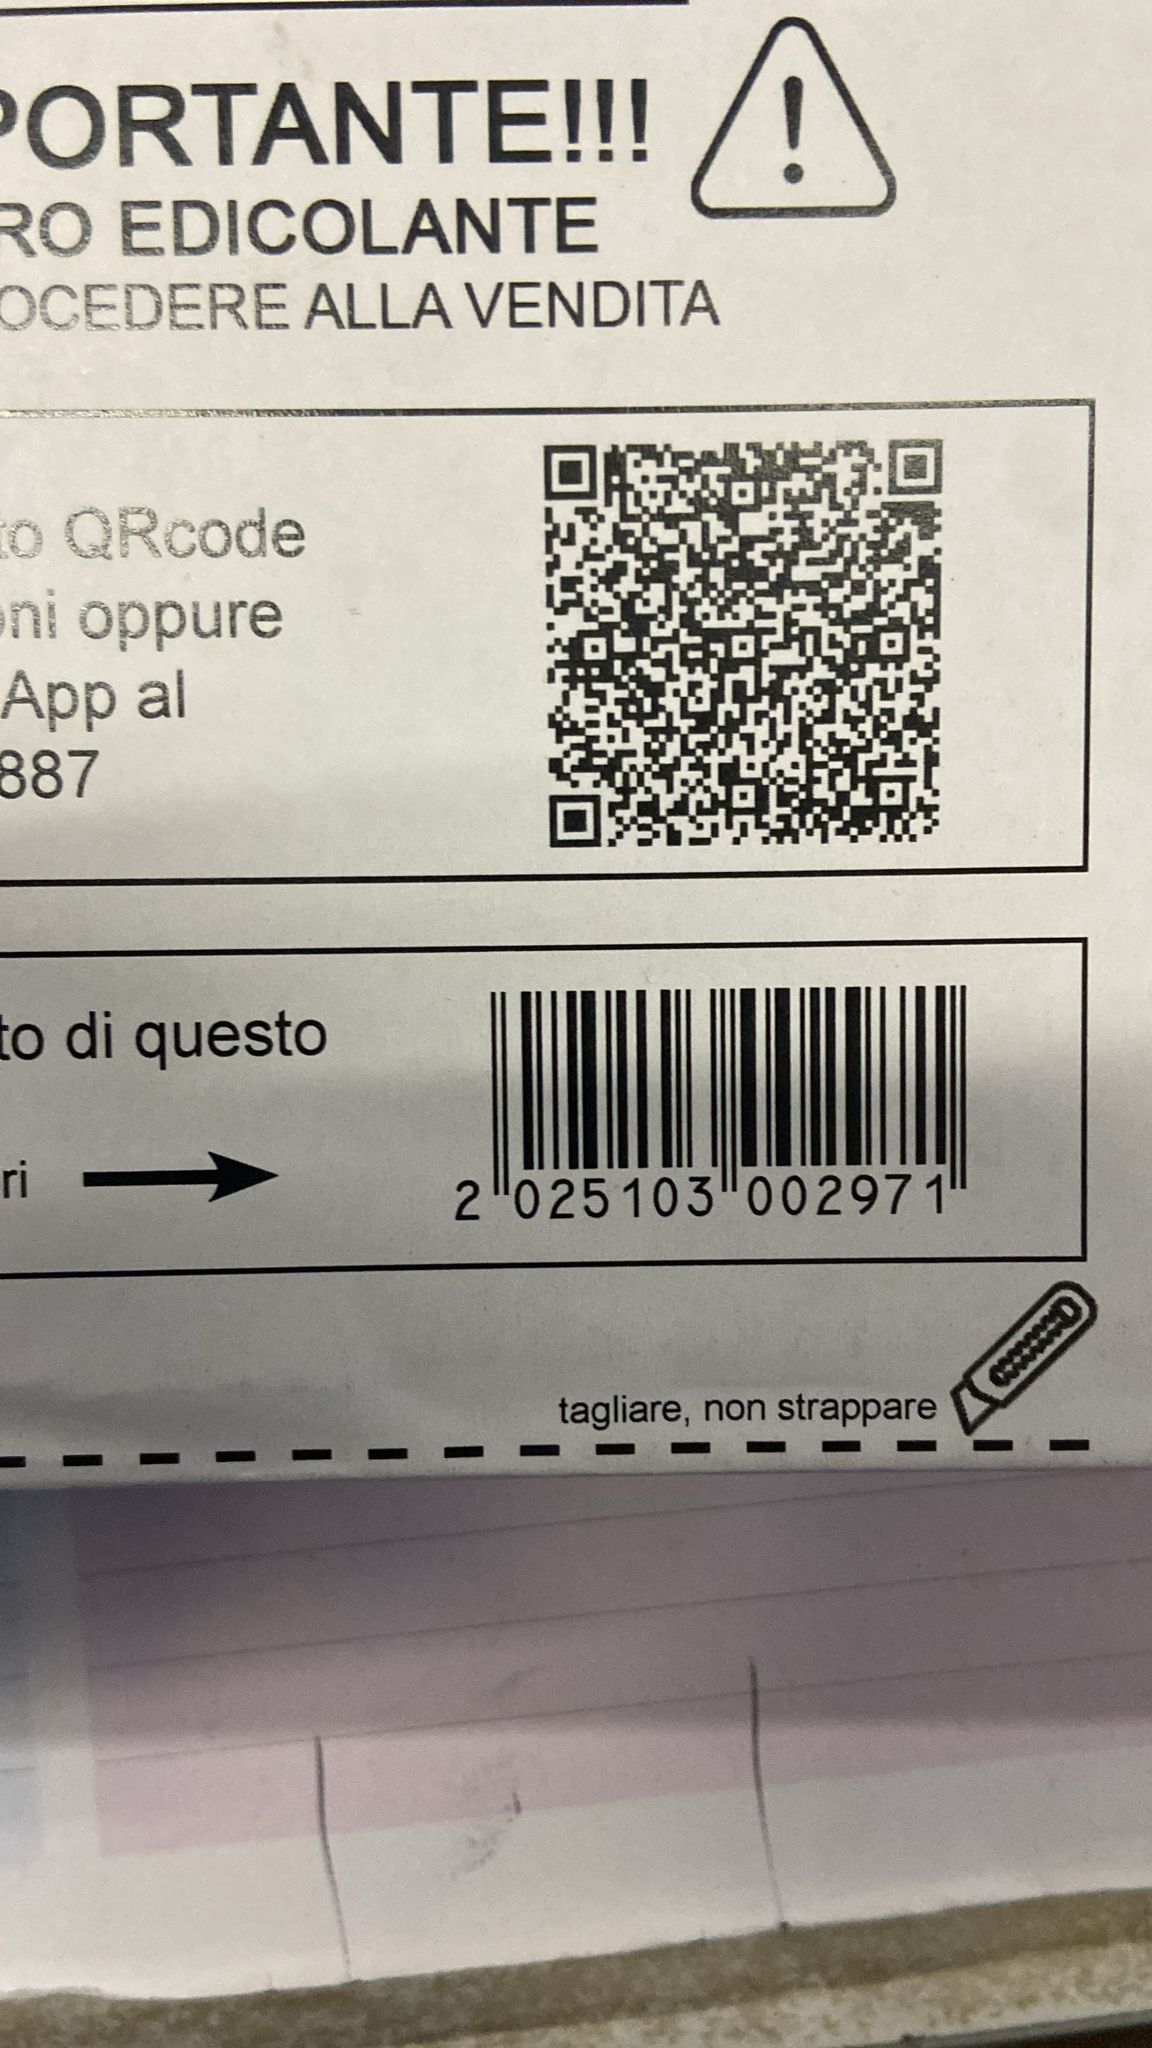 PORTANTE!!!
RO EDICOLANTE
OCEDERE ALLA VENDITA
to QRcode
oni oppure
App al
887
to di questo
ri
2 025103 002971
tagliare, non strappare